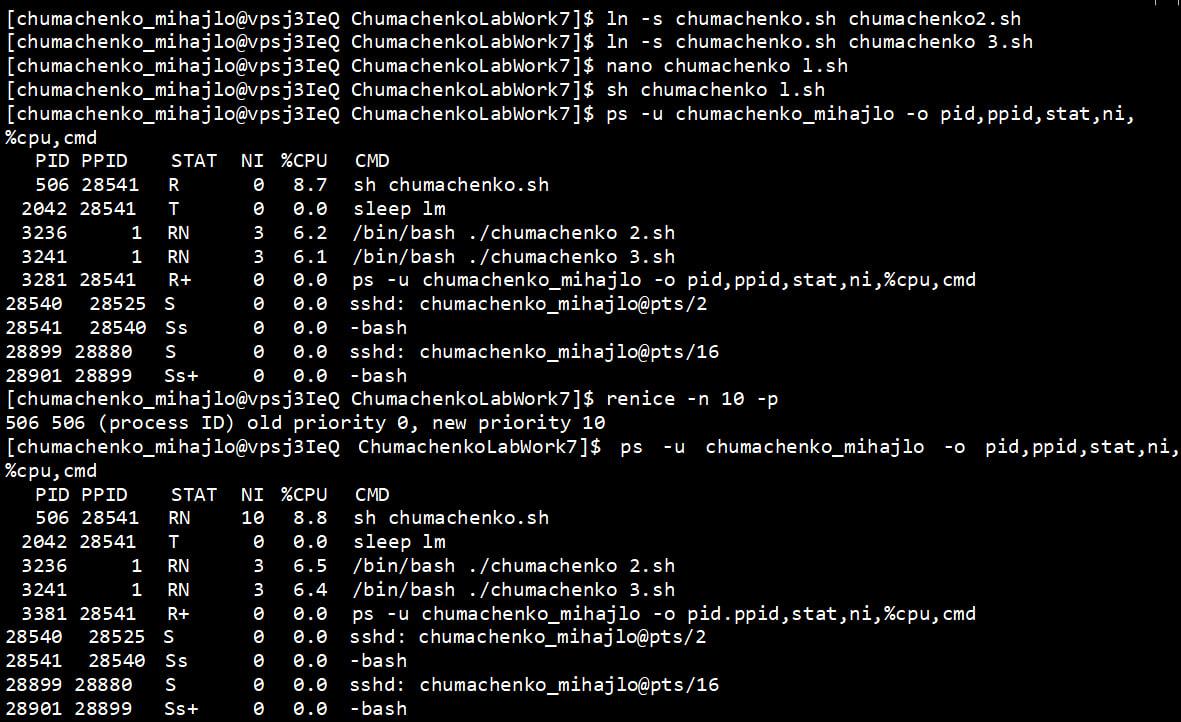 [chumachenko_mihajlo@vpsj3IeQ ChumachenkoLabWork7]$ ln -s chumachenko.sh chumachenko2.sh
[chumachenko_mihajlo@vpsj3IeQ ChumachenkoLabWork7]$ ln -s chumachenko.sh chumachenko 3.sh
[chumachenko_mihajlo@vpsj3IeQ ChumachenkoLabWork7]$ nano chumachenko l.sh
[chumachenko_mihajlo@vpsj3IeQ ChumachenkoLabWork7]$ sh chumachenko l.sh
[chumachenko_mihajlo@vpsj3IeQ ChumachenkoLabWork7]$ ps -u chumachenko_mihajlo -o pid,ppid,stat,ni,
%cpu,cmd
PID PPID STAT NI %CPU CMD
506 28541 R 0 8.7 sh chumachenko.sh
2042 28541 T 0 0.0 sleep lm
3236 1 RN 3 6.2 /bin/bash ./chumachenko 2.sh
3241 1 RN 3 6.1 /bin/bash ./chumachenko 3.sh
3281 28541 R+ 0 0.0 ps -u chumachenko_mihajlo -o pid,ppid,stat,ni,%cpu,cmd
28540 28525 S 0 0.0 sshd: chumachenko_mihajlo@pts/2
28541 28540 Ss 0 0.0 -bash
28899 28880 S 0 0.0 sshd: chumachenko_mihajlo@pts/16
28901 28899 Ss+ 0 0.0 -bash
[chumachenko_mihajlo@vpsj3IeQ ChumachenkoLabWork7]$ renice -n 10 -p
506 506 (process ID) old priority 0, new priority 10
[chumachenko_mihajlo@vpsj3IeQ ChumachenkoLabWork7]$ ps -u chumachenko_mihajlo -o pid,ppid,stat,ni,
%cpu,cmd
PID PPID STAT NI %CPU CMD
506 28541 RN 10 8.8 sh chumachenko.sh
2042 28541 T 0 0.0 sleep lm
3236 1 RN 3 6.5 /bin/bash ./chumachenko 2.sh
3241 1 RN 3 6.4 /bin/bash ./chumachenko 3.sh
3381 28541 R+ 0 0.0 ps -u chumachenko_mihajlo -o pid.ppid,stat,ni,%cpu,cmd
28540 28525 S 0 0.0 sshd: chumachenko_mihajlo@pts/2
28541 28540 Ss 0 0.0 -bash
28899 28880 S 0 0.0 sshd: chumachenko_mihajlo@pts/16
28901 28899 Ss+ 0 0.0 -bash